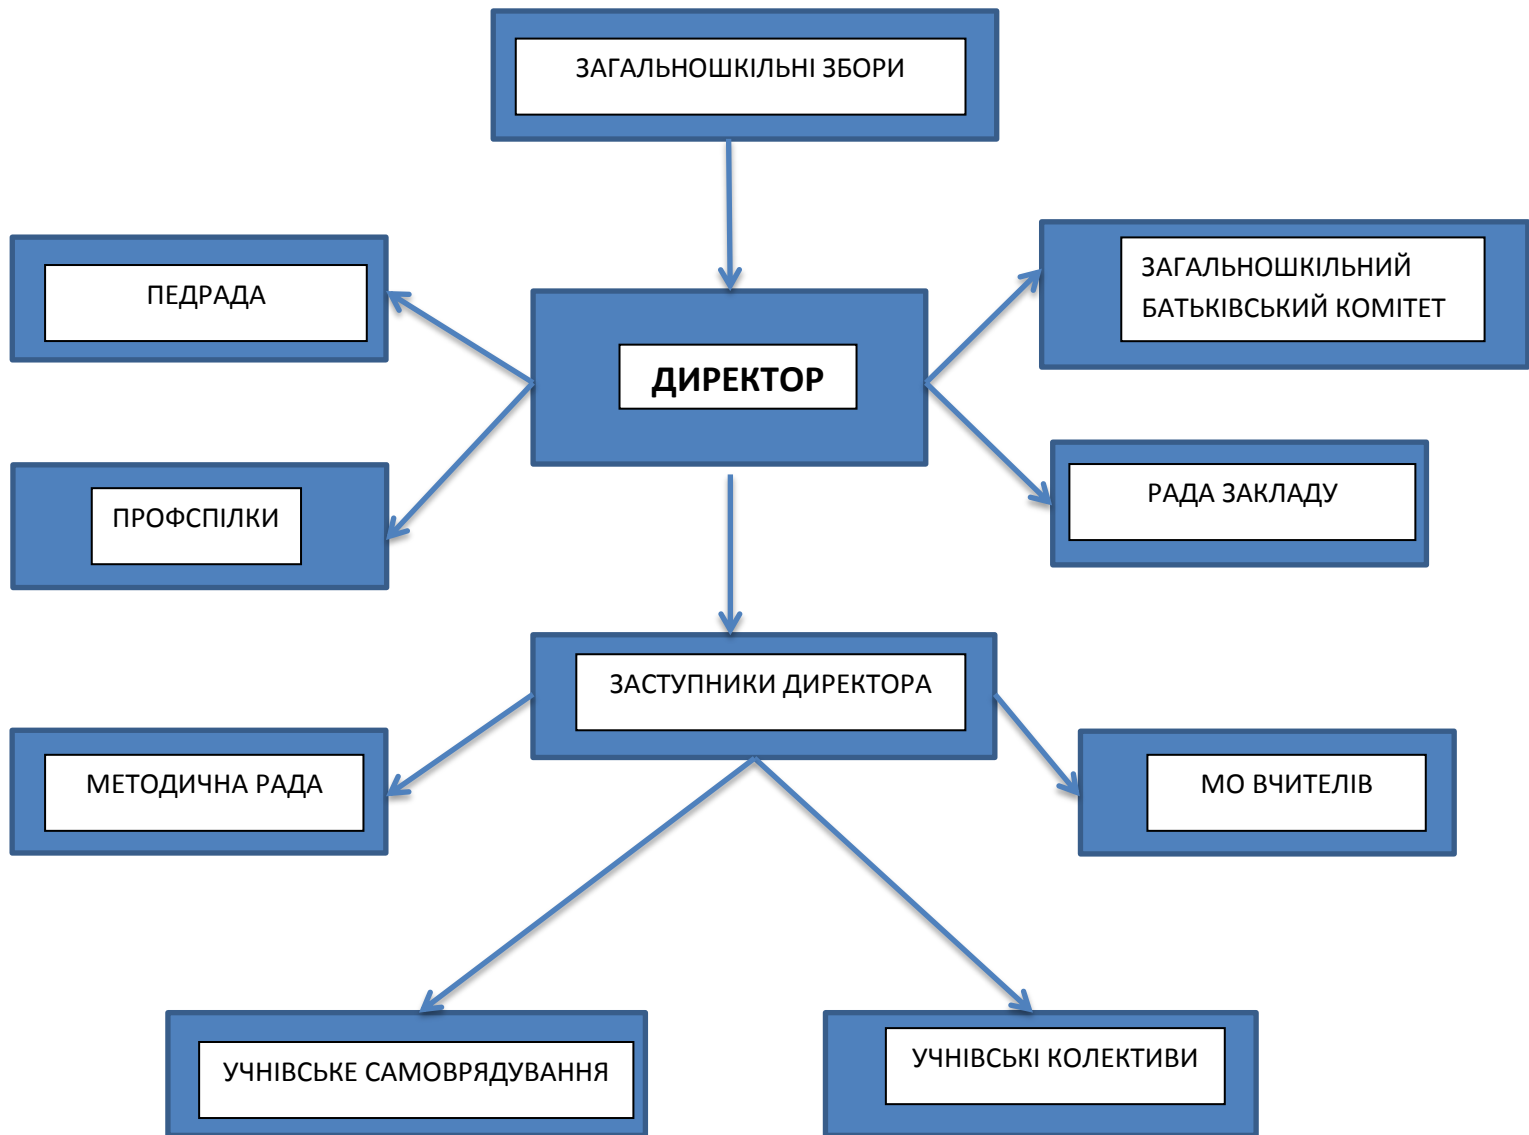 ЗАГАЛЬНОШКІЛЬНІ ЗБОРИ
ПЕДРАДА
ЗАГАЛЬНОШКІЛЬНИЙ
БАТЬКІВСЬКИЙ КОМІТЕТ
ДИРЕКТОР
ПРОФСПІЛКИ
РАДА ЗАКЛАДУ
ЗАСТУПНИКИ ДИРЕКТОРА
МЕТОДИЧНА РАДА
МО ВЧИТЕЛІВ
УЧНІВСЬКЕ САМОВРЯДУВАННЯ
УЧНІВСЬКІ КОЛЕКТИВИ